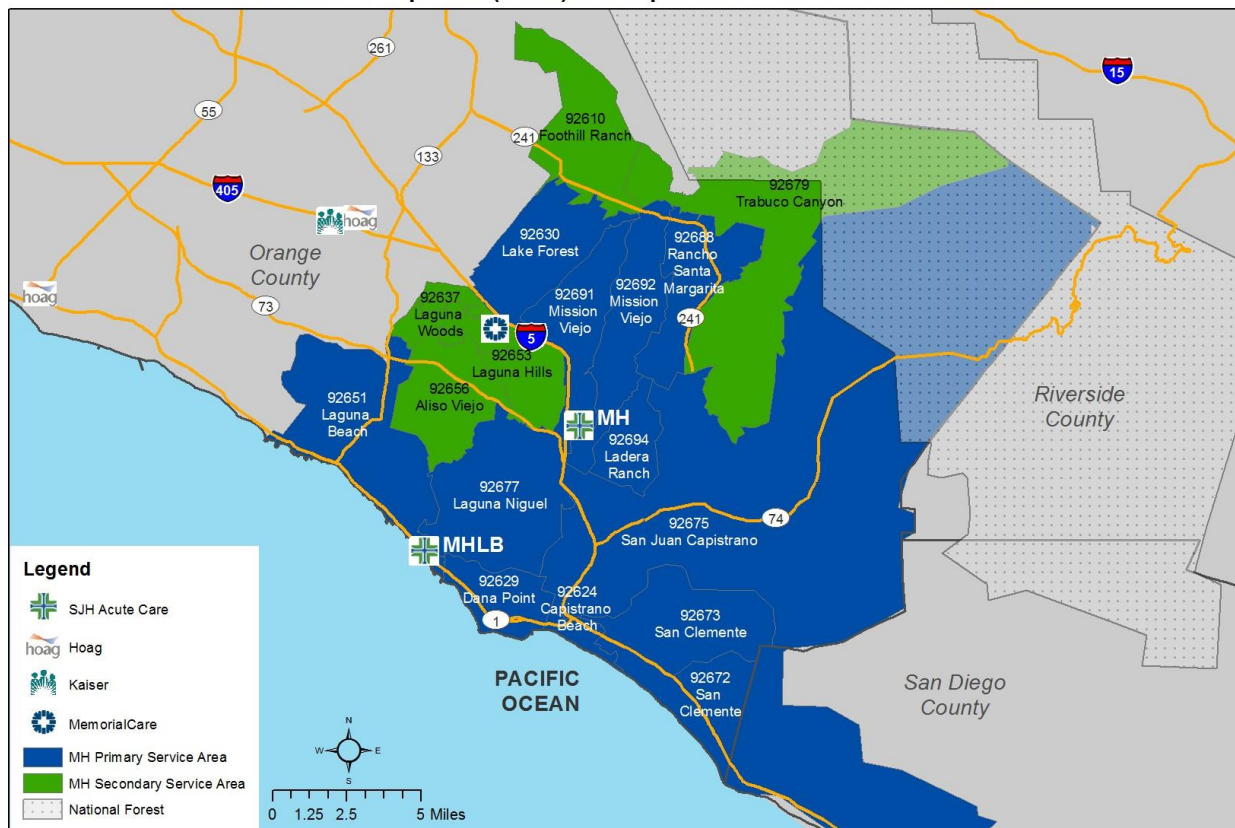 261
55
133
241
15
405
92610
Foothill Ranch
92679
Trabuco Canyon
hoag
Orange
County
hoag
73
92630
Lake Forest
92688
Rancho
Santa
Margarita
92692
Mission
Viejo
92691
Mission
Viejo
241
92637
Laguna
Woods
5
92653
Laguna Hills
92656
Aliso Viejo
92651
Laguna
Beach
Riverside
County
MH
92694
Ladera
Ranch
92677
Laguna Niguel
92675
San Juan Capistrano
74
MHLB
92629
Dana Point
92624
Capistrano
Beach
1
92673
San Clemente
92672
San
Clemente
PACIFIC
OCEAN
San Diego
County
Legend
SJH Acute Care
hoag
Hoag
Kaiser
MemorialCare
MH Primary Service Area
MH Secondary Service Area
National Forest
N
W
E
S
0 1.25 2.5 5 Miles